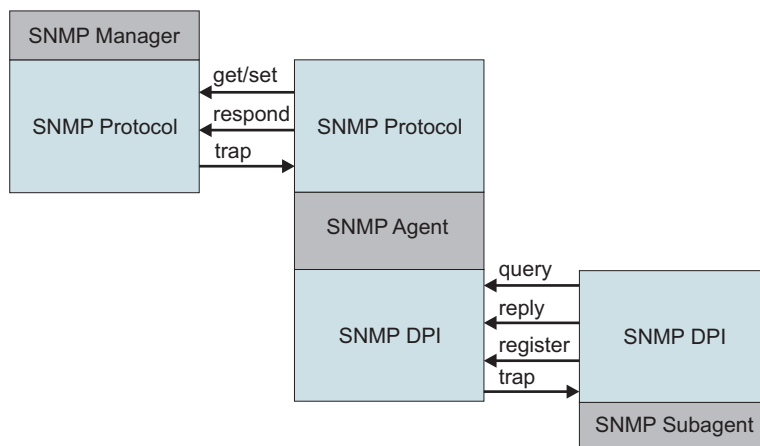 SNMP Manager
SNMP Protocol
get/set
respond
trap
SNMP Protocol
SNMP Agent
SNMP DPI
query
reply
register
trap
SNMP DPI
SNMP Subagent